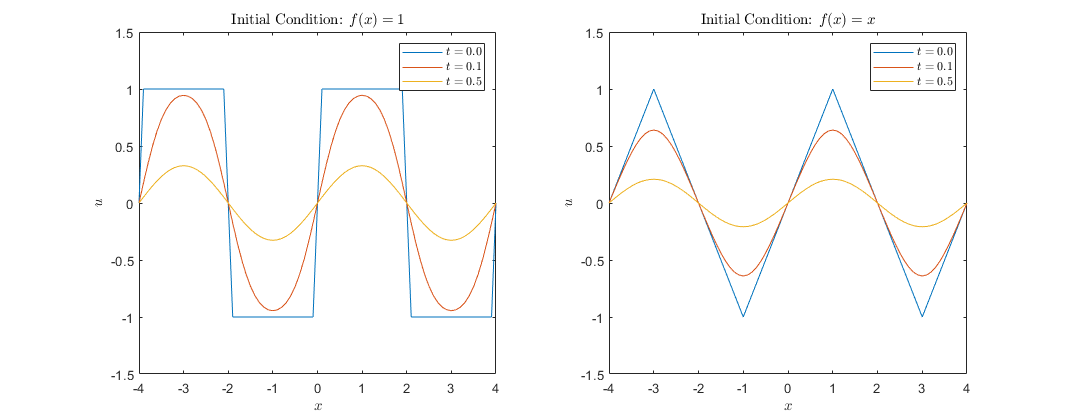 Initial Condition: f(x) = 1
1.5
1
0.5
0
-0.5
-1
-1.5
u
-4 -3 -2 -1 0 1 2 3 4
x
t = 0.0
t = 0.1
t = 0.5
Initial Condition: f(x) = x
1.5
1
0.5
0
-0.5
-1
-1.5
u
-4 -3 -2 -1 0 1 2 3 4
x
t = 0.0
t = 0.1
t = 0.5